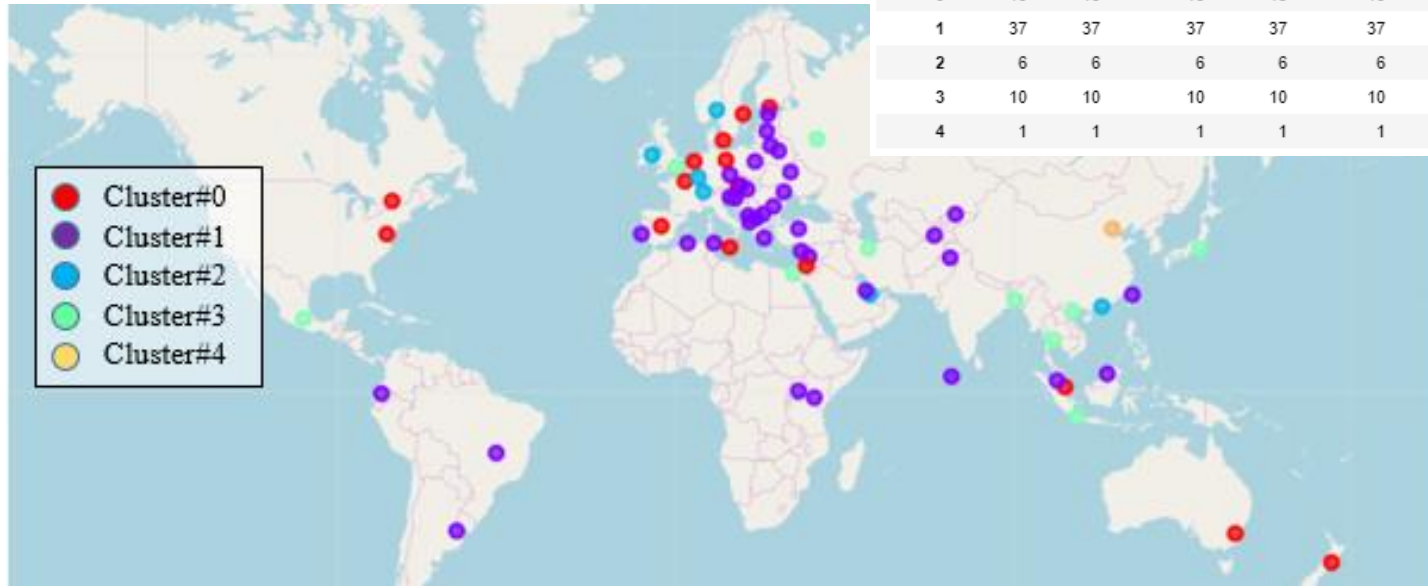 1 37 37 37 37 37
2 6 6 6 6 6
3 10 10 10 10 10
4 1 1 1 1 1
Cluster#0
Cluster#1
Cluster#2
Cluster#3
Cluster#4